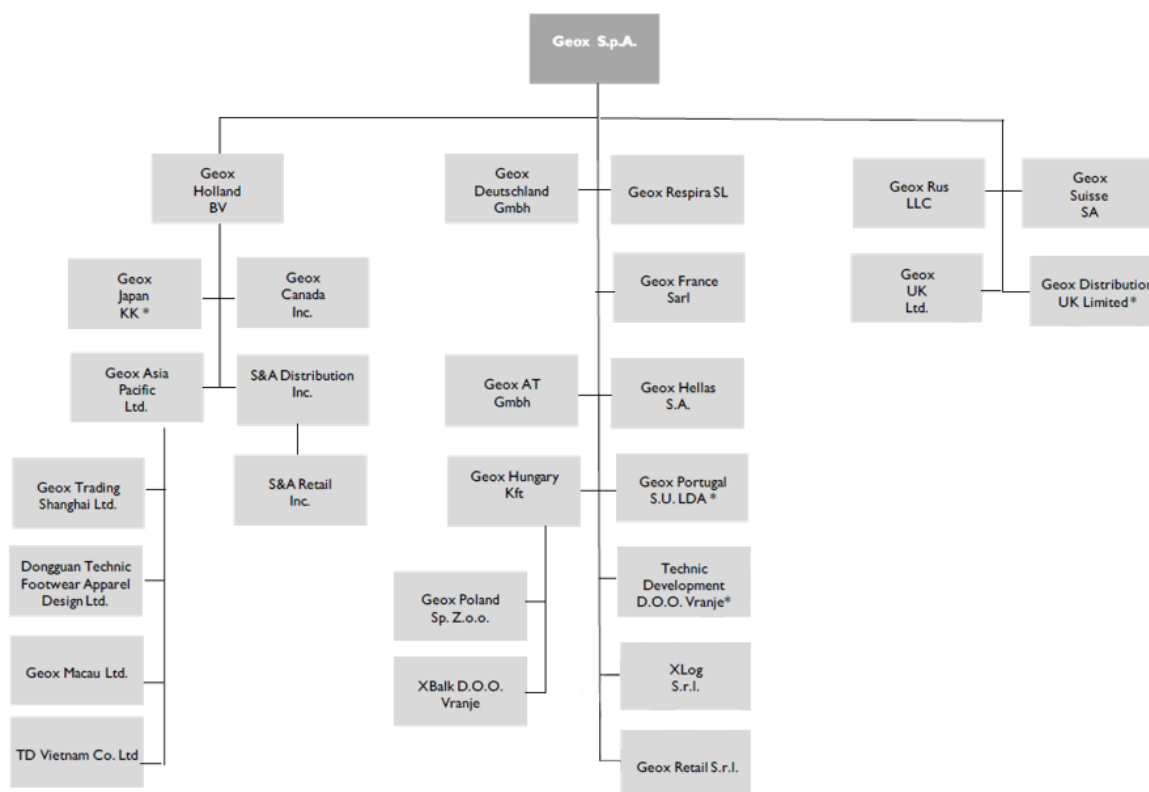 Geox S.p.A.
Geox
Holland
BV
Geox
Deutschland
Gmbh
Geox Respira SL
Geox Rus
LLC
Geox
Suisse
SA
Geox
Japan
KK *
Geox
Canada
Inc.
Geox France
Sarl
Geox
UK
Ltd.
Geox Distribution
UK Limited*
Geox Asia
Pacific
Ltd.
S&A Distribution
Inc.
Geox AT
Gmbh
Geox Hellas
S.A.
Geox Trading
Shanghai Ltd.
S&A Retail
Inc.
Geox Hungary
Kft
Geox Portugal
S.U. LDA *
Dongguan Technic
Footwear Apparel
Design Ltd.
Geox Poland
Sp. Z.o.o.
Technic
Development
D.O.O. Vranje*
Geox Macau Ltd.
XBalk D.O.O.
Vranje
XLog
S.r.l.
TD Vietnam Co. Ltd
Geox Retail S.r.l.